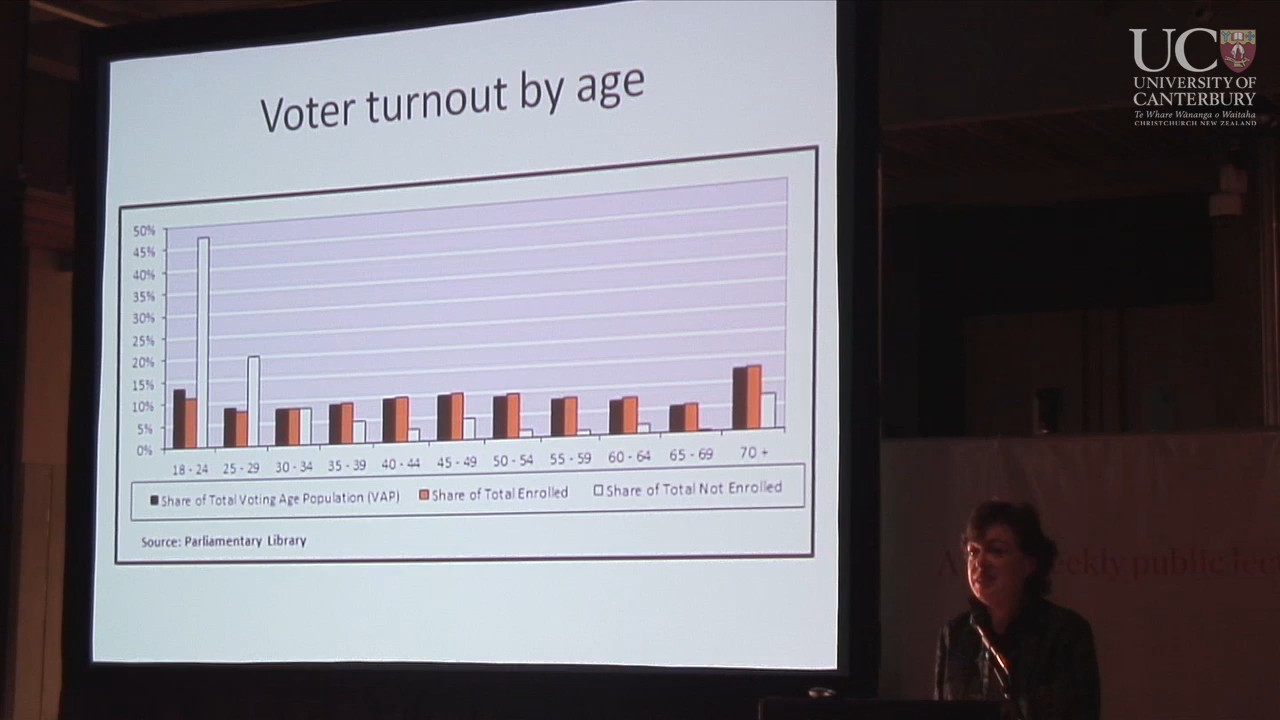 Voter turnout by age
50%
45%
40%
35%
30%
25%
20%
15%
10%
5%
0%
18 - 24 25 - 29 30 - 34 35 - 39 40 - 44 45 - 49 50 - 54 55 - 59 60 - 64 65 - 69 70 +
Share of Total Voting Age Population (VAP) Share of Total Enrolled Share of Total Not Enrolled
Source: Parliamentary Library
UC
UNIVERSITY OF
CANTERBURY
Te Whare Wānanga o Waitaha
CHRISTCHURCH NEW ZEALAND
public